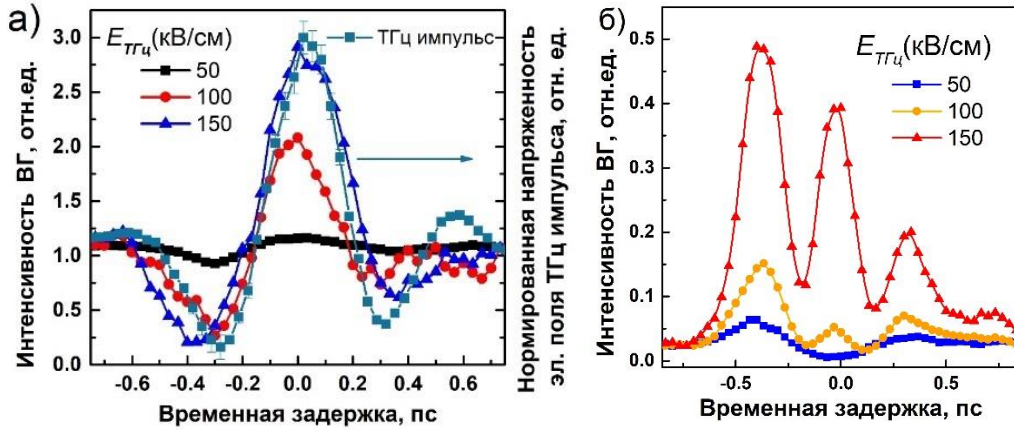 а)
Интенсивность ВГ, отн.ед.
3.0
2.5
2.0
1.5
1.0
0.5
0.0
E_ТГц(кВ/см)
50
100
150
ТГц импульс
-0.6 -0.4 -0.2 0.0 0.2 0.4 0.6
Временная задержка, пс
Нормированная напряженность
эл. поля ТГц импульса, отн. ед.
б)
Интенсивность ВГ, отн.ед.
0.5
0.4
0.3
0.2
0.1
0.0
E_ТГц(кВ/см)
50
100
150
-0.5 0.0 0.5
Временная задержка, пс